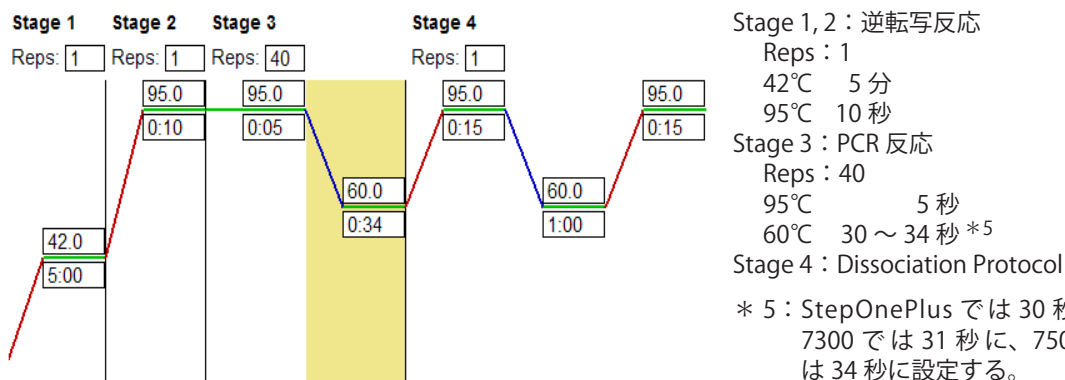 Stage 1 Stage 2 Stage 3 Stage 4
Reps: 1 Reps: 1 Reps: 40 Reps: 1
95.0 95.0 95.0 95.0
0:10 0:05 0:15 0:15
60.0 60.0
0:34 1:00
42.0
5:00
Stage 1, 2：逆転写反応
Reps：1
42℃ 5 分
95℃ 10 秒
Stage 3：PCR 反応
Reps：40
95℃ 5 秒
60℃ 30 ～ 34 秒 ＊5
Stage 4：Dissociation Protocol
＊ 5：StepOnePlus では 30 秒
7300 では 31 秒に、750
は 34 秒に設定する。